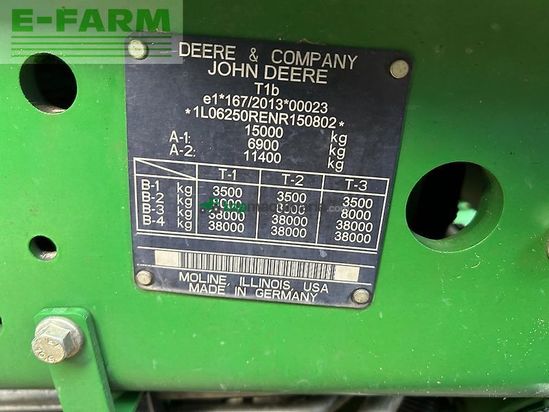 E-FARM
DEERE & COMPANY
JOHN DEERE
T1b
e1*167/2013*00023
*1L06250RENR150802*
15000 kg
A-1: 6900 kg
A-2: 11400 kg
T-1 T-2 T-3
B-1 kg 3500 3500 3500
B-2 kg 8000 8000 8000
B-3 kg 38000 38000 38000
B-4 kg 38000 38000 38000
MOLINE, ILLINOIS, USA
MADE IN GERMANY